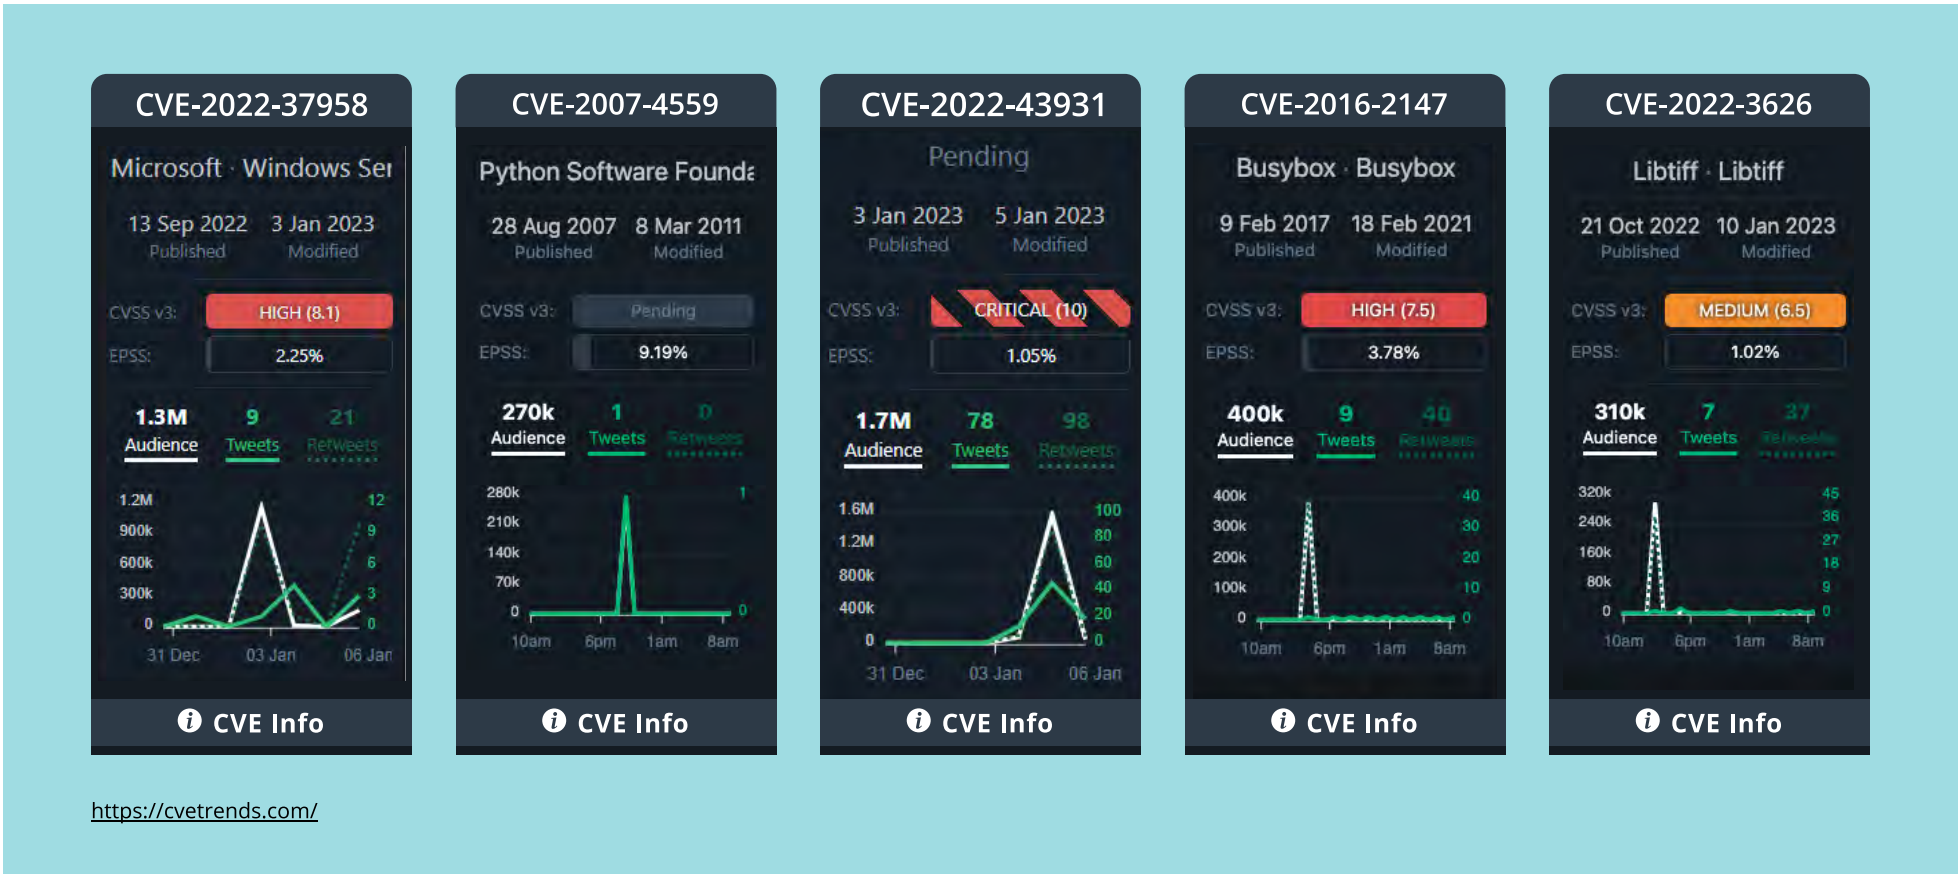 CVE-2022-37958
Microsoft · Windows Ser
13 Sep 2022 3 Jan 2023
Published Modified
CVSS v3: HIGH (8.1)
EPSS: 2.25%
1.3M 9 21
Audience Tweets Retweets
1.2M 12
900k 9
600k 6
300k 3
0 0
31 Dec 03 Jan 06 Jan
CVE Info
CVE-2007-4559
Python Software Founda
28 Aug 2007 8 Mar 2011
Published Modified
CVSS v3: Pending
EPSS: 9.19%
270k 1 0
Audience Tweets Retweets
280k 1
210k
140k
70k
0 0
10am 6pm 1am 8am
CVE Info
CVE-2022-43931
Pending
3 Jan 2023 5 Jan 2023
Published Modified
CVSS v3: CRITICAL (10)
EPSS: 1.05%
1.7M 78 98
Audience Tweets Retweets
1.6M 100
80
1.2M 60
800k 40
400k 20
0 0
31 Dec 03 Jan 06 Jan
CVE Info
CVE-2016-2147
Busybox · Busybox
9 Feb 2017 18 Feb 2021
Published Modified
CVSS v3: HIGH (7.5)
EPSS: 3.78%
400k 9 40
Audience Tweets Retweets
400k 40
300k 30
200k 20
100k 10
0 0
10am 6pm 1am 8am
CVE Info
CVE-2022-3626
Libtiff · Libtiff
21 Oct 2022 10 Jan 2023
Published Modified
CVSS v3: MEDIUM (6.5)
EPSS: 1.02%
310k 7 37
Audience Tweets Retweets
320k 45
36
240k 27
160k 18
80k 9
0 0
10am 6pm 1am 8am
CVE Info
https://cvetrends.com/